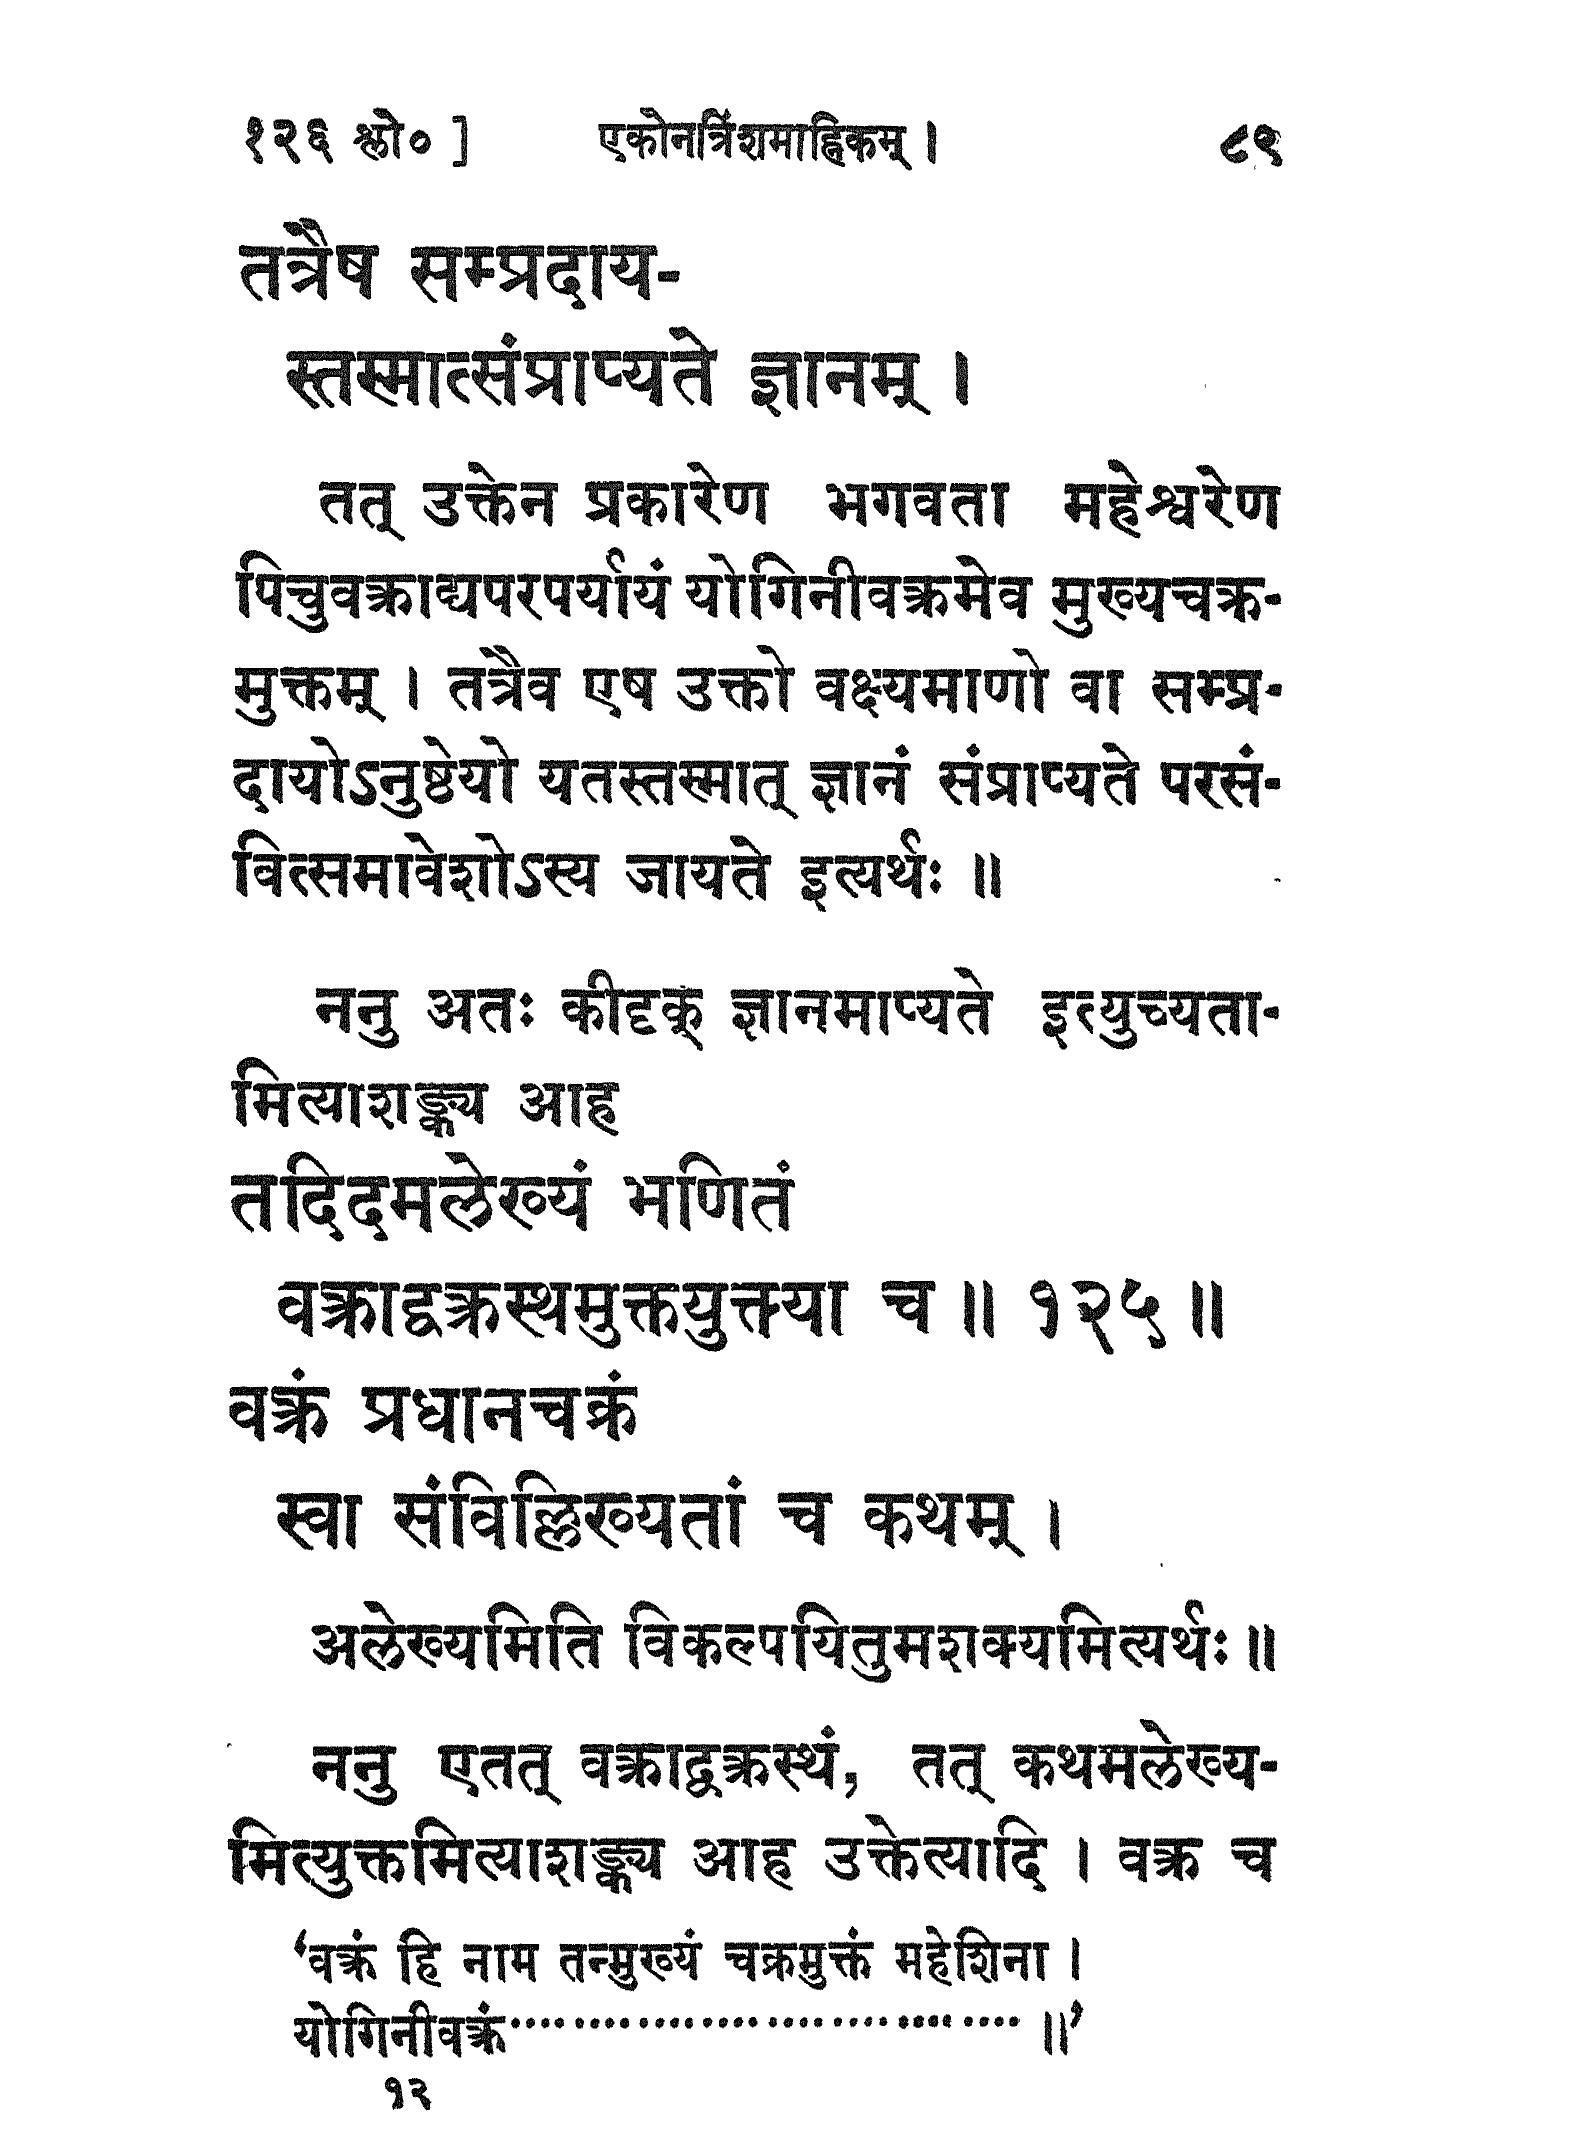 १२६ श्लो० ]
एकोनत्रिंशमाह्निकम् ।
८९
तत्रैष सम्प्रदाय-
स्तस्मात्संप्राप्यते ज्ञानम् ।
तत् उक्तेन प्रकारेण भगवता महेश्वरेण
पिचुवक्त्राद्यपरपर्यायं योगिनीवक्त्रमेव मुख्यचक्र-
मुक्तम् । तत्रैव एष उक्तो वक्ष्यमाणो वा सम्प्र-
दायोऽनुष्ठेयो यतस्तस्मात् ज्ञानं संप्राप्यते परसं-
वित्समावेशोऽस्य जायते इत्यर्थः ॥
ननु अतः कीदृक् ज्ञानमाप्यते इत्युच्यता-
मित्याशङ्क्य आह
तदिदमलेख्यं भणितं
वक्त्राद्वक्त्रस्थमुक्तयुक्त्या च ॥ १२५ ॥
वक्त्रं प्रधानचक्रं
स्वा संविल्लिख्यतां च कथम् ।
अलेख्यमिति विकल्पयितुमशक्यमित्यर्थः ॥
ननु एतत् वक्त्राद्वक्त्रस्थं, तत् कथमलेख्य-
मित्युक्तमित्याशङ्क्य आह उक्तेत्यादि । वक्त्र च
‘वक्त्रं हि नाम तन्मुख्यं चक्रमुक्तं महेशिना ।
योगिनीवक्त्रं.......................................... ॥’
१२